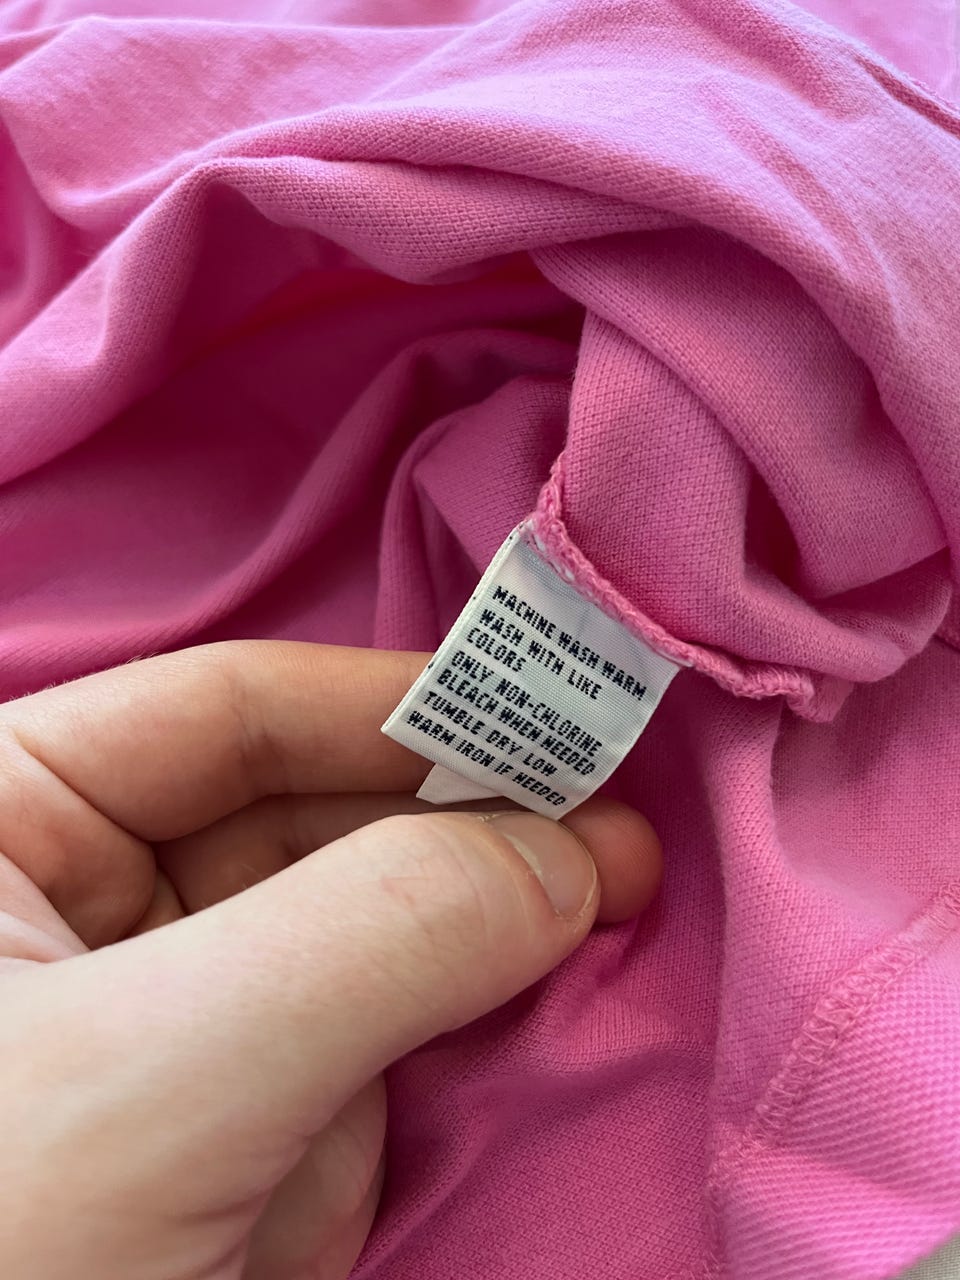 MACHINE WASH WARM
WASH WITH LIKE
COLORS
ONLY NON-CHLORINE
BLEACH WHEN NEEDED
TUMBLE DRY LOW
WARM IRON IF NEEDED